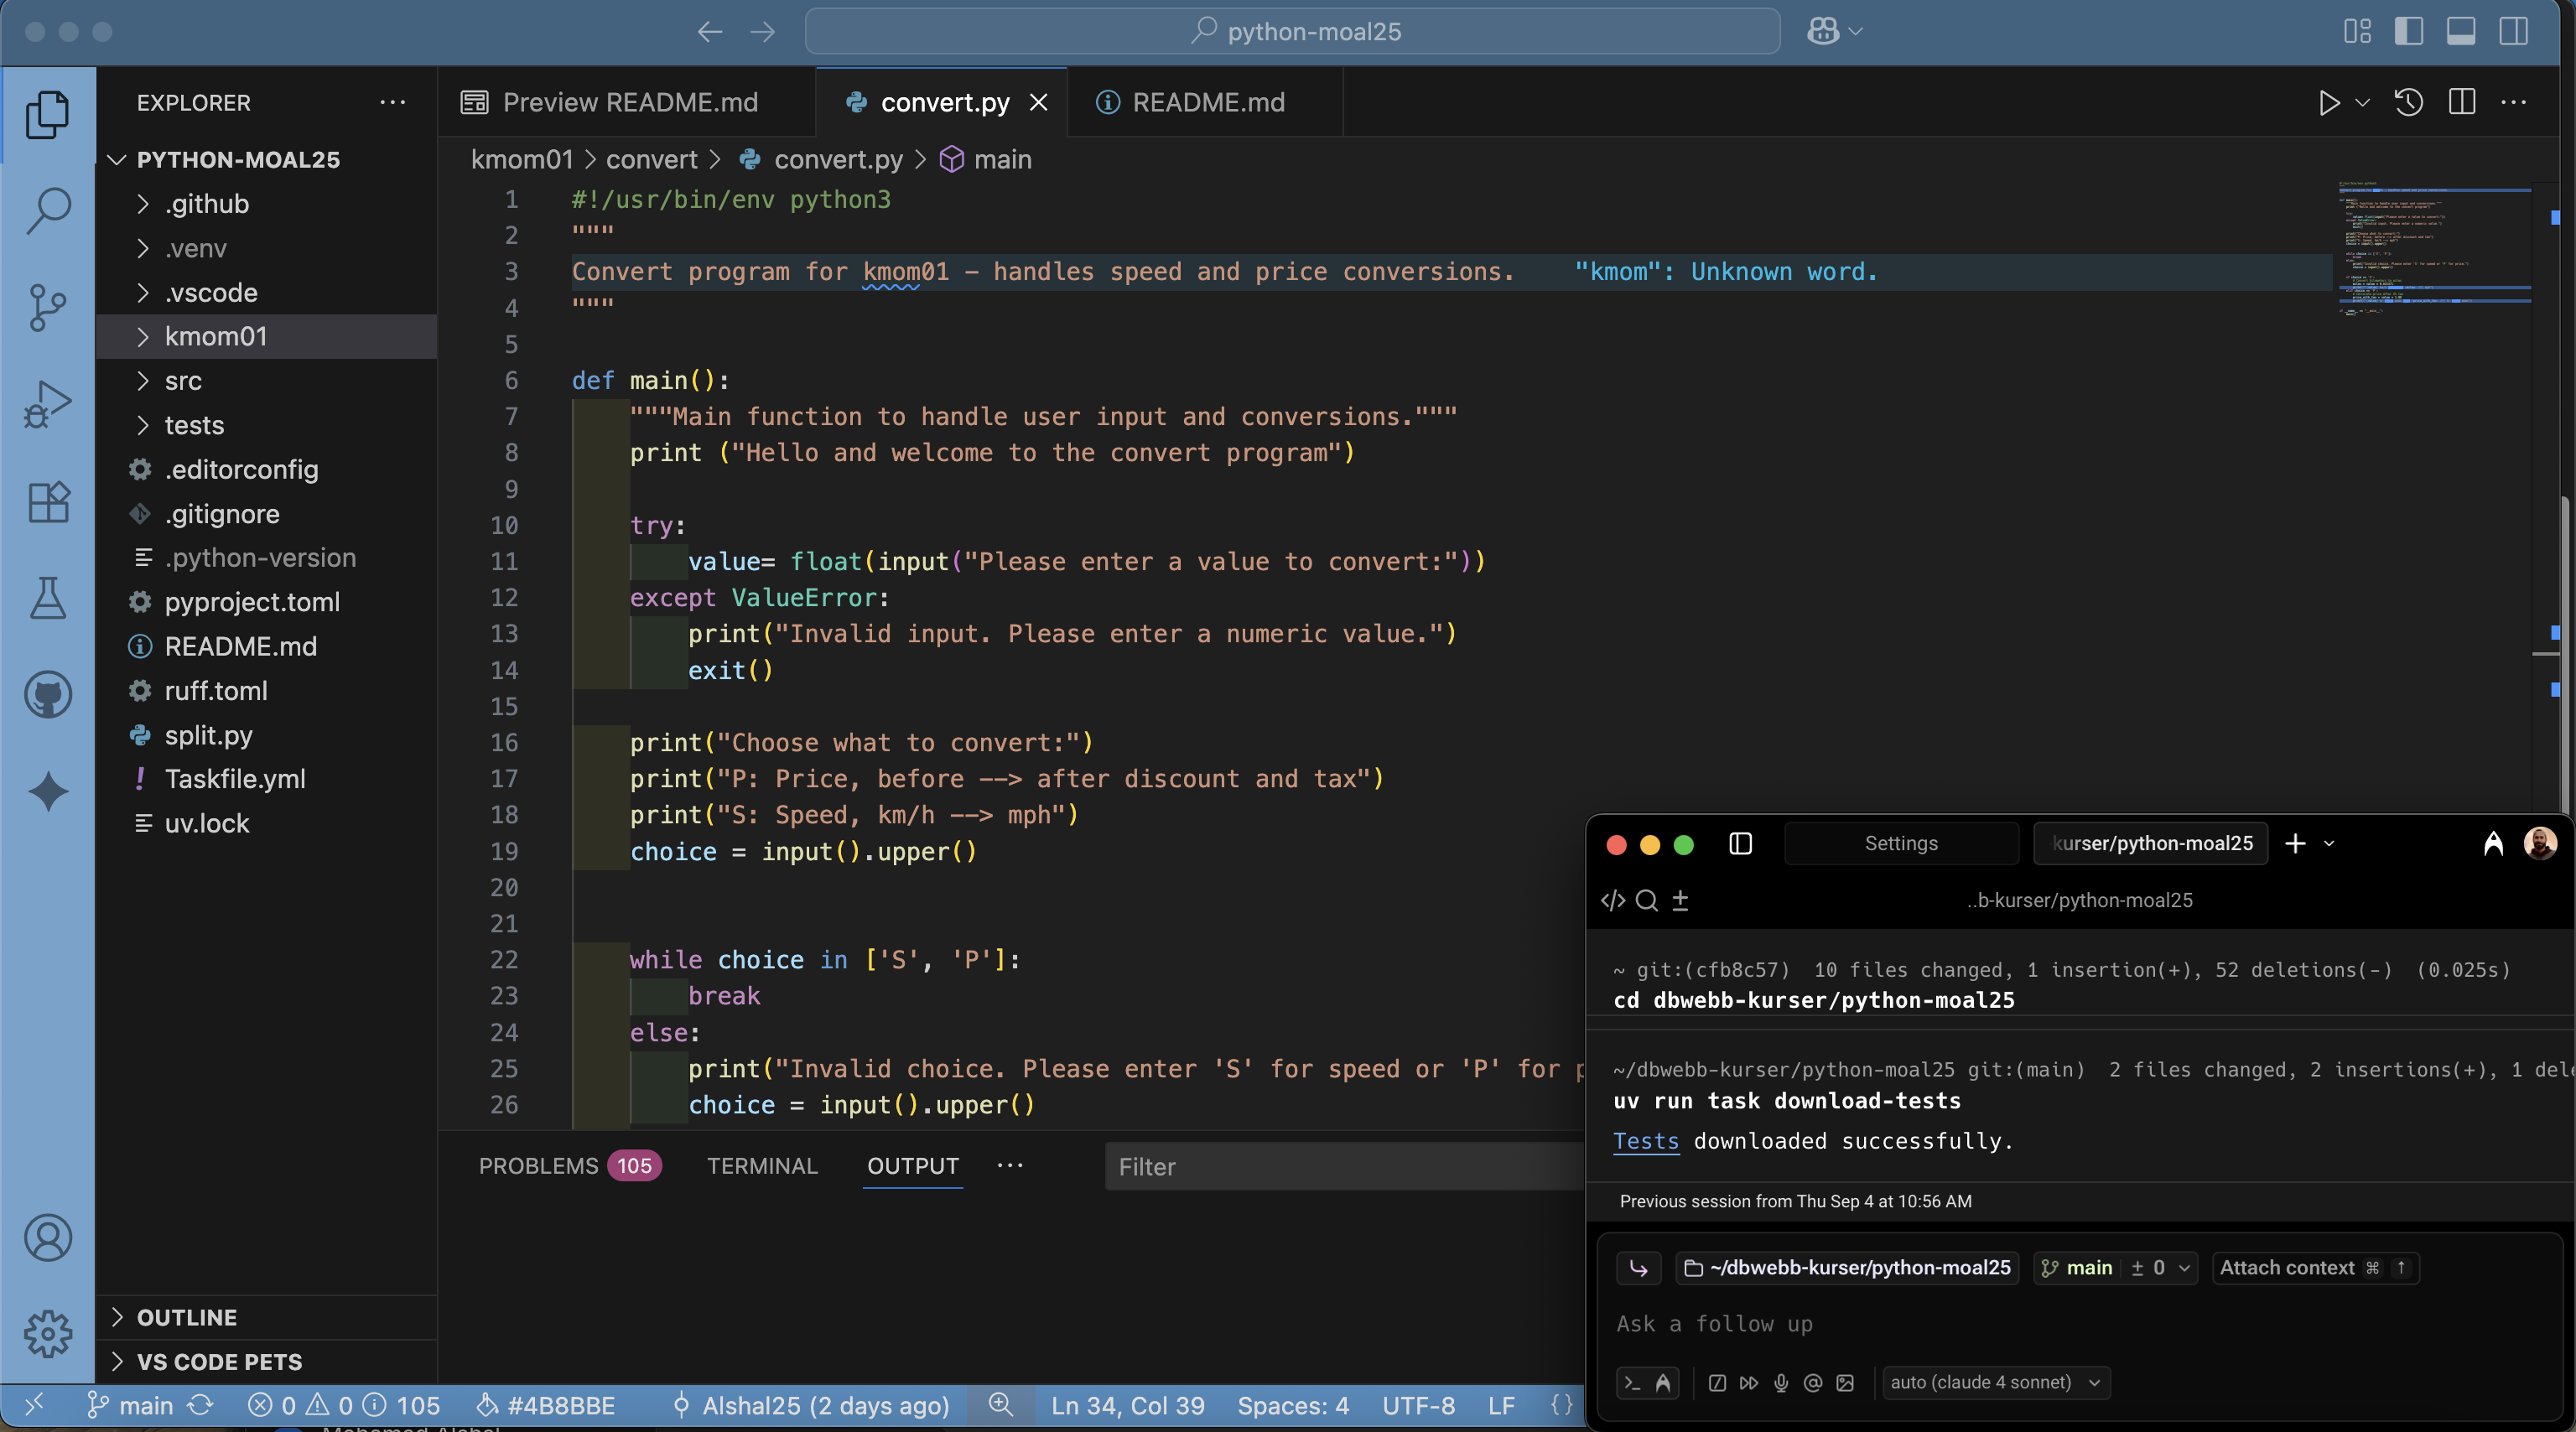 python-moal25
EXPLORER
PYTHON-MOAL25
.github
.venv
.vscode
kmom01
src
tests
.editorconfig
.gitignore
.python-version
pyproject.toml
README.md
ruff.toml
split.py
Taskfile.yml
uv.lock
OUTLINE
VS CODE PETS
Preview README.md
convert.py
README.md
kmom01 > convert > convert.py > main
1 #!/usr/bin/env python3
2 """
3 Convert program for kmom01 - handles speed and price conversions. "kmom": Unknown word.
4 """
5
6 def main():
7 """Main function to handle user input and conversions."""
8 print ("Hello and welcome to the convert program")
9
10 try:
11 value= float(input("Please enter a value to convert:"))
12 except ValueError:
13 print("Invalid input. Please enter a numeric value.")
14 exit()
15
16 print("Choose what to convert:")
17 print("P: Price, before --> after discount and tax")
18 print("S: Speed, km/h --> mph")
19 choice = input().upper()
20
21
22 while choice in ['S', 'P']:
23 break
24 else:
25 print("Invalid choice. Please enter 'S' for speed or 'P' for p
26 choice = input().upper()
PROBLEMS 105
TERMINAL
OUTPUT
Filter
Settings
kurser/python-moal25
..b-kurser/python-moal25
~ git:(cfb8c57) 10 files changed, 1 insertion(+), 52 deletions(-) (0.025s)
cd dbwebb-kurser/python-moal25
~/dbwebb-kurser/python-moal25 git:(main) 2 files changed, 2 insertions(+), 1 dele
uv run task download-tests
Tests downloaded successfully.
Previous session from Thu Sep 4 at 10:56 AM
~/dbwebb-kurser/python-moal25 main ± 0 Attach context ⌘ ↑
Ask a follow up
auto (claude 4 sonnet)
main 0 0 105 #4B8BBE Alshal25 (2 days ago) Ln 34, Col 39 Spaces: 4 UTF-8 LF {}